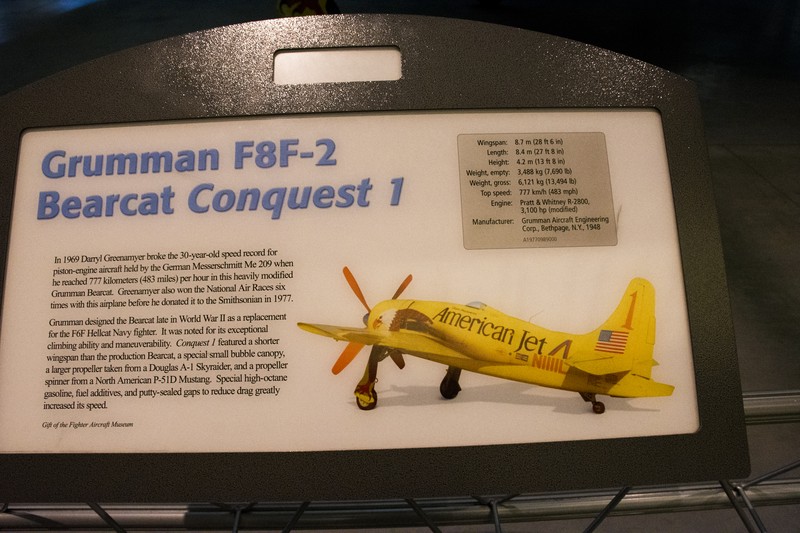 Grumman F8F-2
Bearcat Conquest 1
Wingspan: 8.7 m (28 ft 6 in)
Length: 8.4 m (27 ft 8 in)
Height: 4.2 m (13 ft 8 in)
Weight, empty: 3,488 kg (7,690 lb)
Weight, gross: 6,121 kg (13,494 lb)
Top speed: 777 km/h (483 mph)
Engine: Pratt & Whitney R-2800,
3,100 hp (modified)
Manufacturer: Grumman Aircraft Engineering
Corp., Bethpage, N.Y., 1948
A19770989000
In 1969 Darryl Greenamyer broke the 30-year-old speed record for
piston-engine aircraft held by the German Messerschmitt Me 209 when
he reached 777 kilometers (483 miles) per hour in this heavily modified
Grumman Bearcat. Greenamyer also won the National Air Races six
times with this airplane before he donated it to the Smithsonian in 1977.
Grumman designed the Bearcat late in World War II as a replacement
for the F6F Hellcat Navy fighter. It was noted for its exceptional
climbing ability and maneuverability. Conquest 1 featured a shorter
wingspan than the production Bearcat, a special small bubble canopy,
a larger propeller taken from a Douglas A-1 Skyraider, and a propeller
spinner from a North American P-51D Mustang. Special high-octane
gasoline, fuel additives, and putty-sealed gaps to reduce drag greatly
increased its speed.
Gift of the Fighter Aircraft Museum
1
American Jet
N1111L